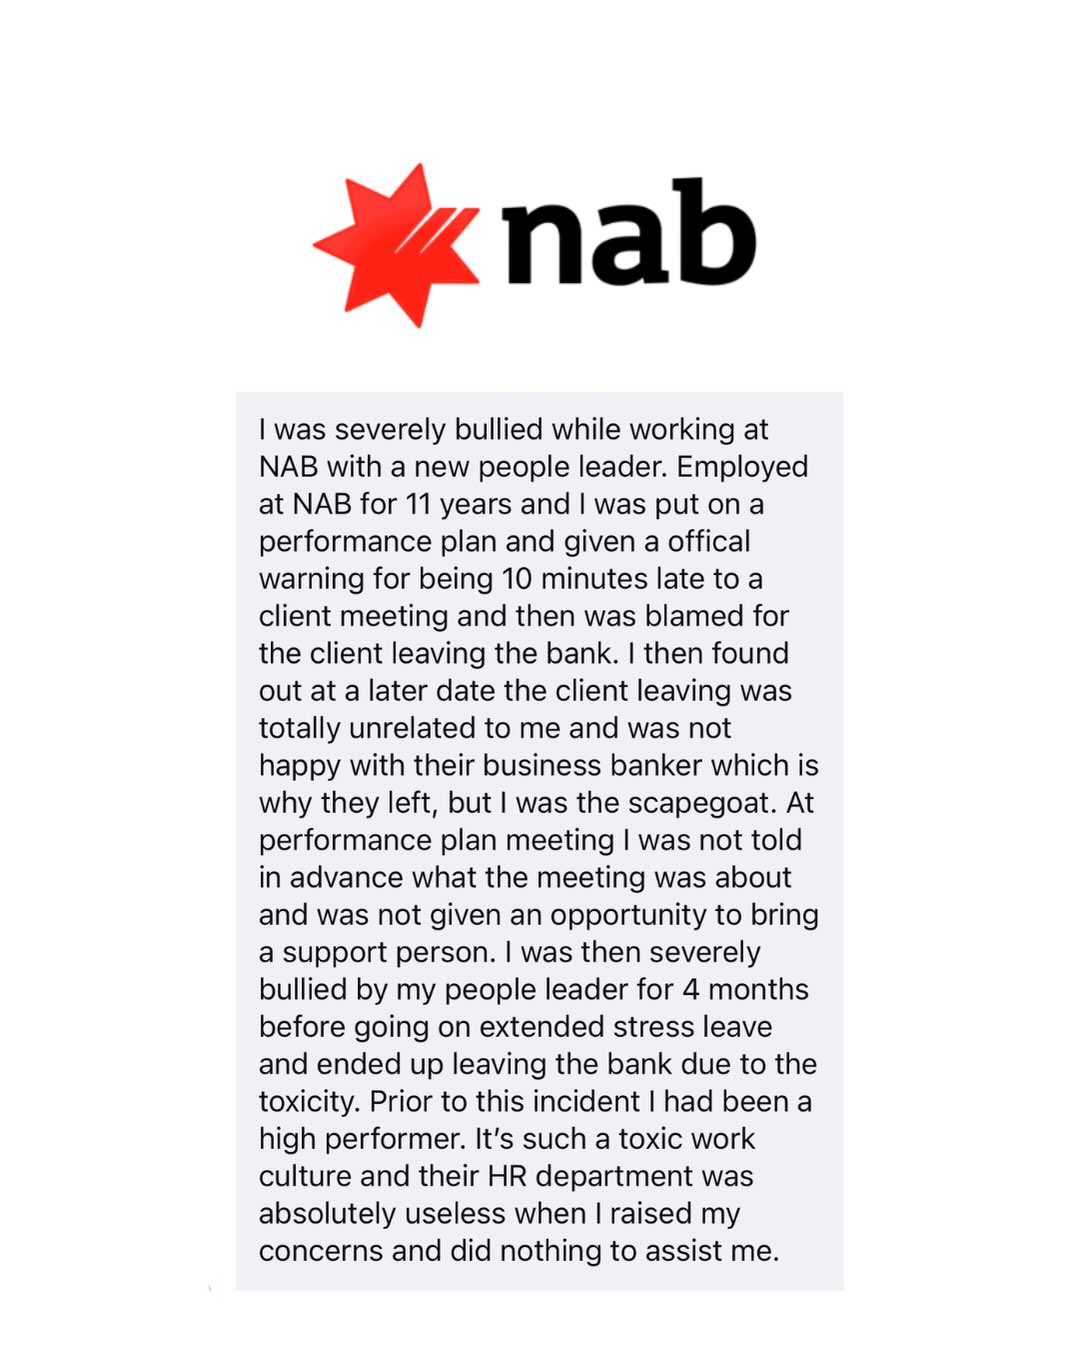 nab
I was severely bullied while working at
NAB with a new people leader. Employed
at NAB for 11 years and I was put on a
performance plan and given a offical
warning for being 10 minutes late to a
client meeting and then was blamed for
the client leaving the bank. I then found
out at a later date the client leaving was
totally unrelated to me and was not
happy with their business banker which is
why they left, but I was the scapegoat. At
performance plan meeting I was not told
in advance what the meeting was about
and was not given an opportunity to bring
a support person. I was then severely
bullied by my people leader for 4 months
before going on extended stress leave
and ended up leaving the bank due to the
toxicity. Prior to this incident I had been a
high performer. It’s such a toxic work
culture and their HR department was
absolutely useless when I raised my
concerns and did nothing to assist me.